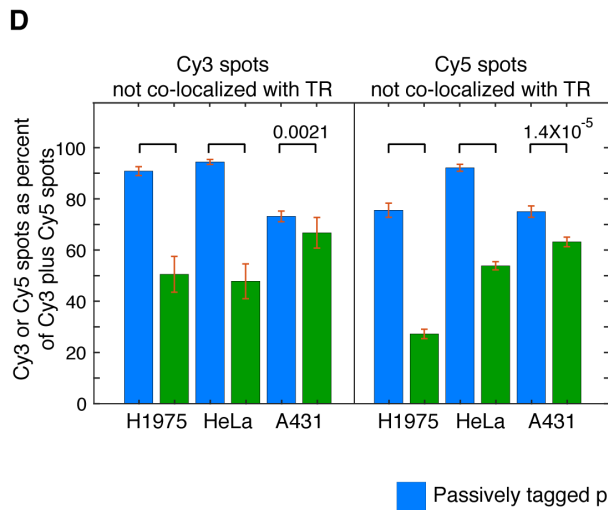 D
Cy3 spots
not co-localized with TR
Cy5 spots
not co-localized with TR
Cy3 or Cy5 spots as percent
of Cy3 plus Cy5 spots
100
80
60
40
20
0
0.0021
1.4X10⁻⁵
H1975 HeLa A431
H1975 HeLa A431
Passively tagged p